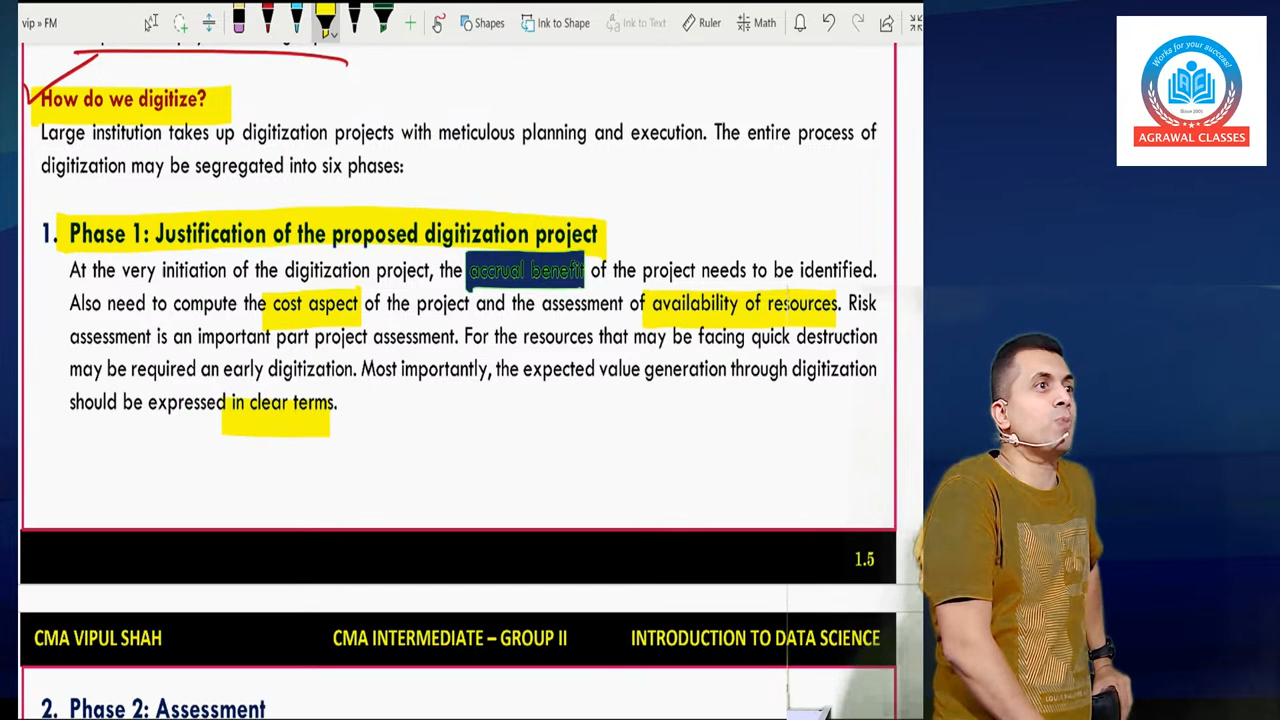 vip » FM
Shapes
Ink to Shape
Ink to Text
Ruler
Math
How do we digitize?
Large institution takes up digitization projects with meticulous planning and execution. The entire process of
digitization may be segregated into six phases:
1. Phase 1: Justification of the proposed digitization project
At the very initiation of the digitization project, the accrual benefit of the project needs to be identified.
Also need to compute the cost aspect of the project and the assessment of availability of resources. Risk
assessment is an important part project assessment. For the resources that may be facing quick destruction
may be required an early digitization. Most importantly, the expected value generation through digitization
should be expressed in clear terms.
1.5
CMA VIPUL SHAH CMA INTERMEDIATE – GROUP II INTRODUCTION TO DATA SCIENCE
2. Phase 2: Assessment
Works for your success!
AC
Since 2001
AGRAWAL CLASSES